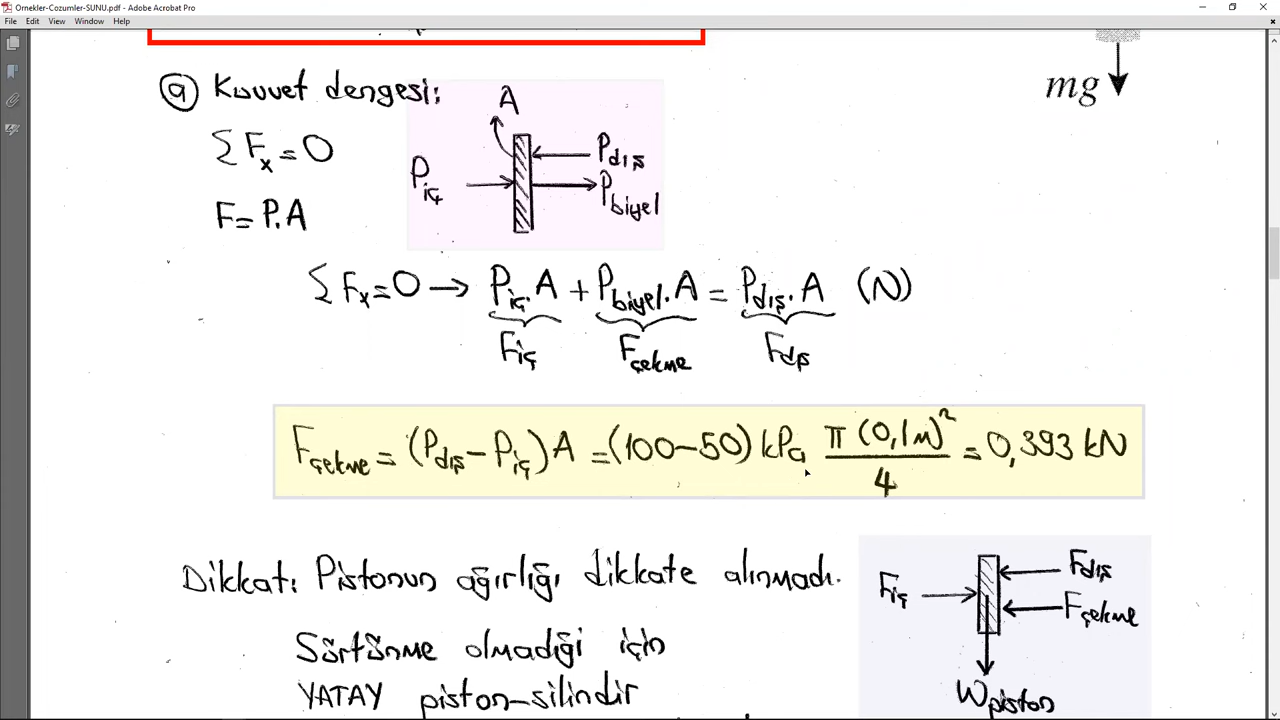 Ornekler-Cozumler-SUNU.pdf - Adobe Acrobat Pro
File Edit View Window Help
mg
a Kuvvet dengesi:
ΣFx=0
F=P.A
A
Piç
Pdış
Pbiyel
ΣFx=0 → Piç.A + Pbiyel.A = Pdış.A (N)
Fiç Fçekme Fdış
Fçekme = (Pdış-Piç)A = (100-50) kPa π(0,1m)²/4 = 0,393 kN
Dikkat: Pistonun ağırlığı dikkate alınmadı.
Sürtünme olmadığı için
YATAY piston-silindir
Fiç
Fdış
Fçekme
Wpiston